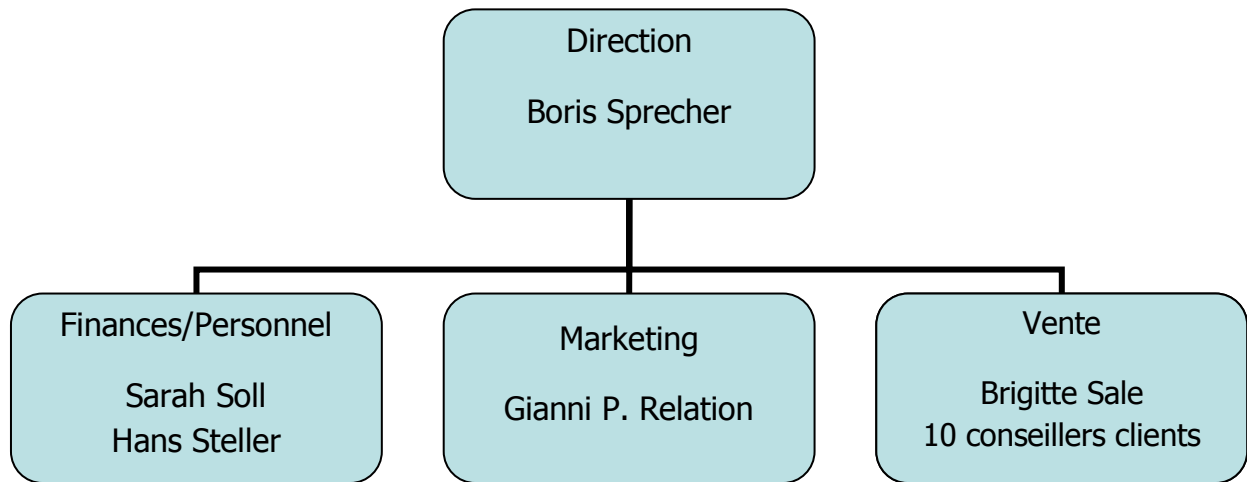 Direction
Boris Sprecher
Finances/Personnel
Sarah Soll
Hans Steller
Marketing
Gianni P. Relation
Vente
Brigitte Sale
10 conseillers clients